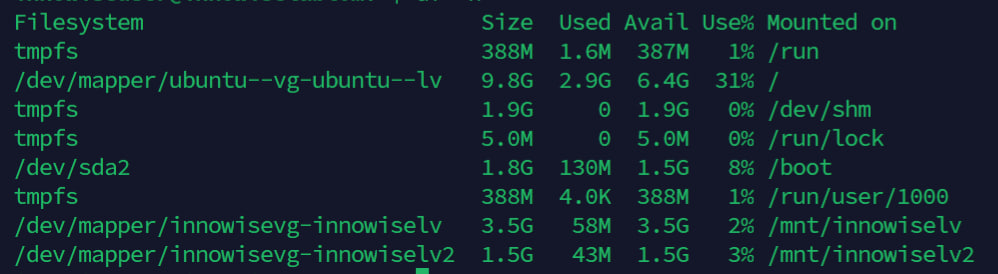 Filesystem Size Used Avail Use% Mounted on
tmpfs 388M 1.6M 387M 1% /run
/dev/mapper/ubuntu--vg-ubuntu--lv 9.8G 2.9G 6.4G 31% /
tmpfs 1.9G 0 1.9G 0% /dev/shm
tmpfs 5.0M 0 5.0M 0% /run/lock
/dev/sda2 1.8G 130M 1.5G 8% /boot
tmpfs 388M 4.0K 388M 1% /run/user/1000
/dev/mapper/innowisevg-innowiselv 3.5G 58M 3.5G 2% /mnt/innowiselv
/dev/mapper/innowisevg-innowiselv2 1.5G 43M 1.5G 3% /mnt/innowiselv2